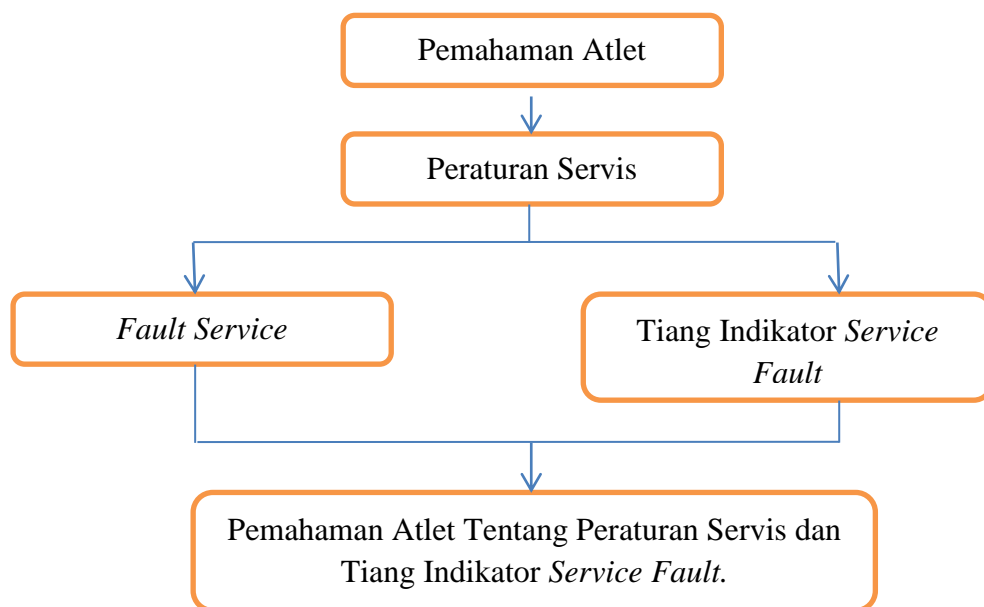 Pemahaman Atlet
Peraturan Servis
Fault Service
Tiang Indikator Service
Fault
Pemahaman Atlet Tentang Peraturan Servis dan
Tiang Indikator Service Fault.